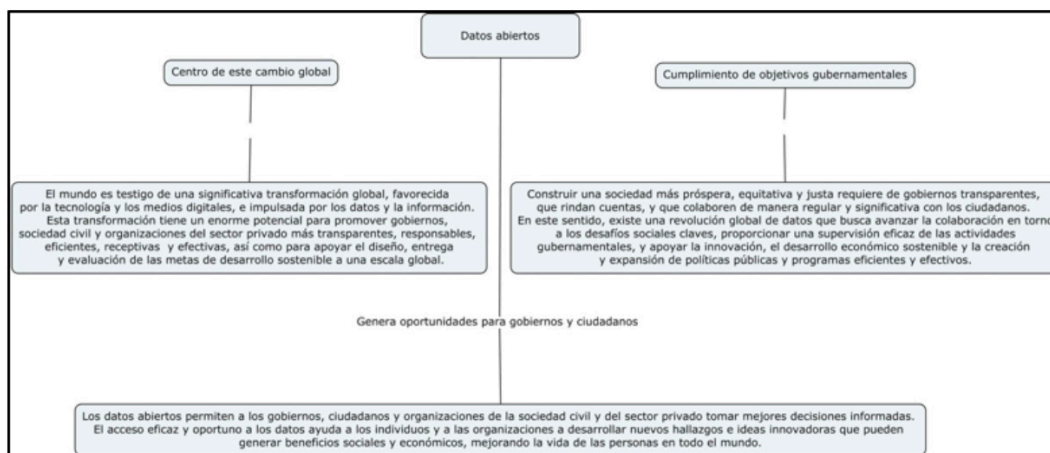 Datos abiertos
Centro de este cambio global
Cumplimiento de objetivos gubernamentales
El mundo es testigo de una significativa transformación global, favorecida
por la tecnología y los medios digitales, e impulsada por los datos y la información.
Esta transformación tiene un enorme potencial para promover gobiernos,
sociedad civil y organizaciones del sector privado más transparentes, responsables,
eficientes, receptivas y efectivas, así como para apoyar el diseño, entrega
y evaluación de las metas de desarrollo sostenible a una escala global.
Construir una sociedad más próspera, equitativa y justa requiere de gobiernos transparentes,
que rindan cuentas, y que colaboren de manera regular y significativa con los ciudadanos.
En este sentido, existe una revolución global de datos que busca avanzar la colaboración en torno
a los desafíos sociales claves, proporcionar una supervisión eficaz de las actividades
gubernamentales, y apoyar la innovación, el desarrollo económico sostenible y la creación
y expansión de políticas públicas y programas eficientes y efectivos.
Genera oportunidades para gobiernos y ciudadanos
Los datos abiertos permiten a los gobiernos, ciudadanos y organizaciones de la sociedad civil y del sector privado tomar mejores decisiones informadas.
El acceso eficaz y oportuno a los datos ayuda a los individuos y a las organizaciones a desarrollar nuevos hallazgos e ideas innovadoras que pueden
generar beneficios sociales y económicos, mejorando la vida de las personas en todo el mundo.